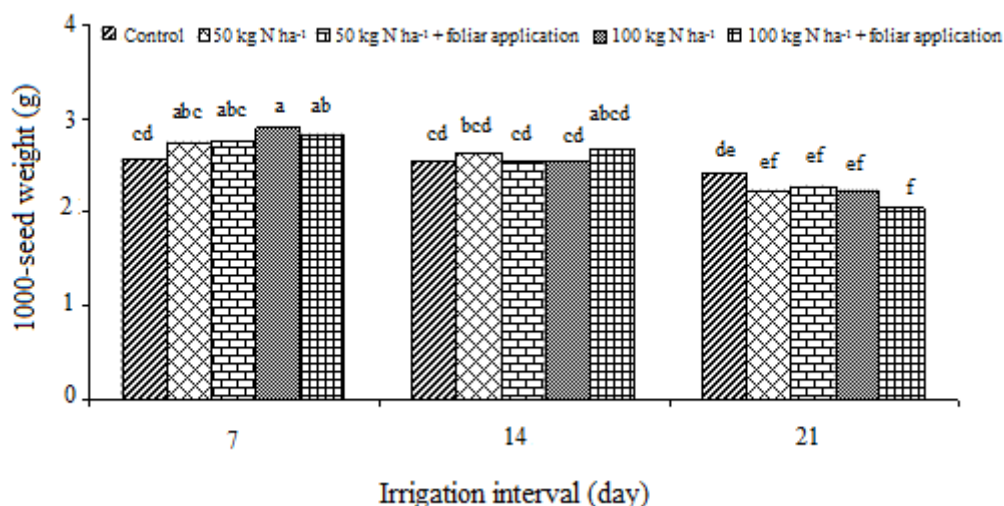 Control 50 kg N ha⁻¹ 50 kg N ha⁻¹ + foliar application 100 kg N ha⁻¹ 100 kg N ha⁻¹ + foliar application
1000-seed weight (g)
4
3
2
1
0
cd abc abc a ab
cd bcd cd cd abcd
de ef ef ef f
7 14 21
Irrigation interval (day)